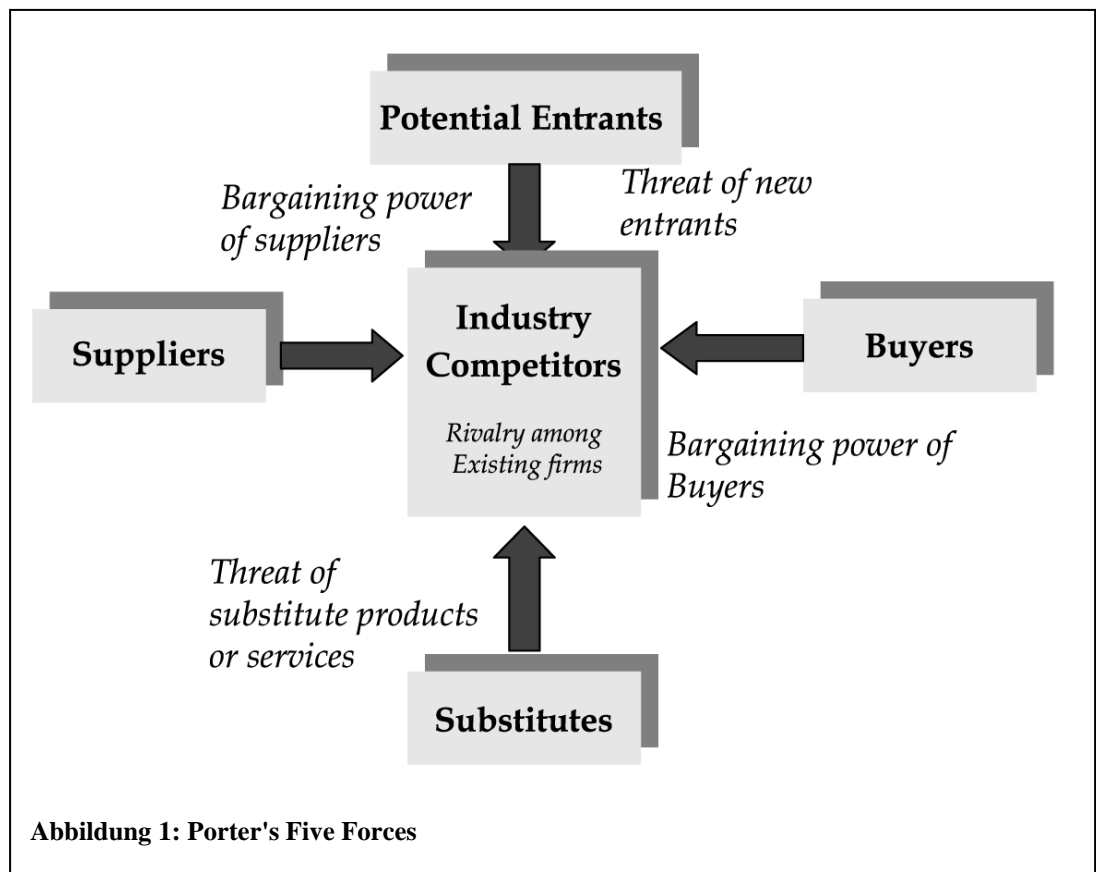 Potential Entrants
Bargaining power
of suppliers
Threat of new
entrants
Suppliers
Industry
Competitors
Rivalry among
Existing firms
Buyers
Bargaining power of
Buyers
Threat of
substitute products
or services
Substitutes
Abbildung 1: Porter's Five Forces